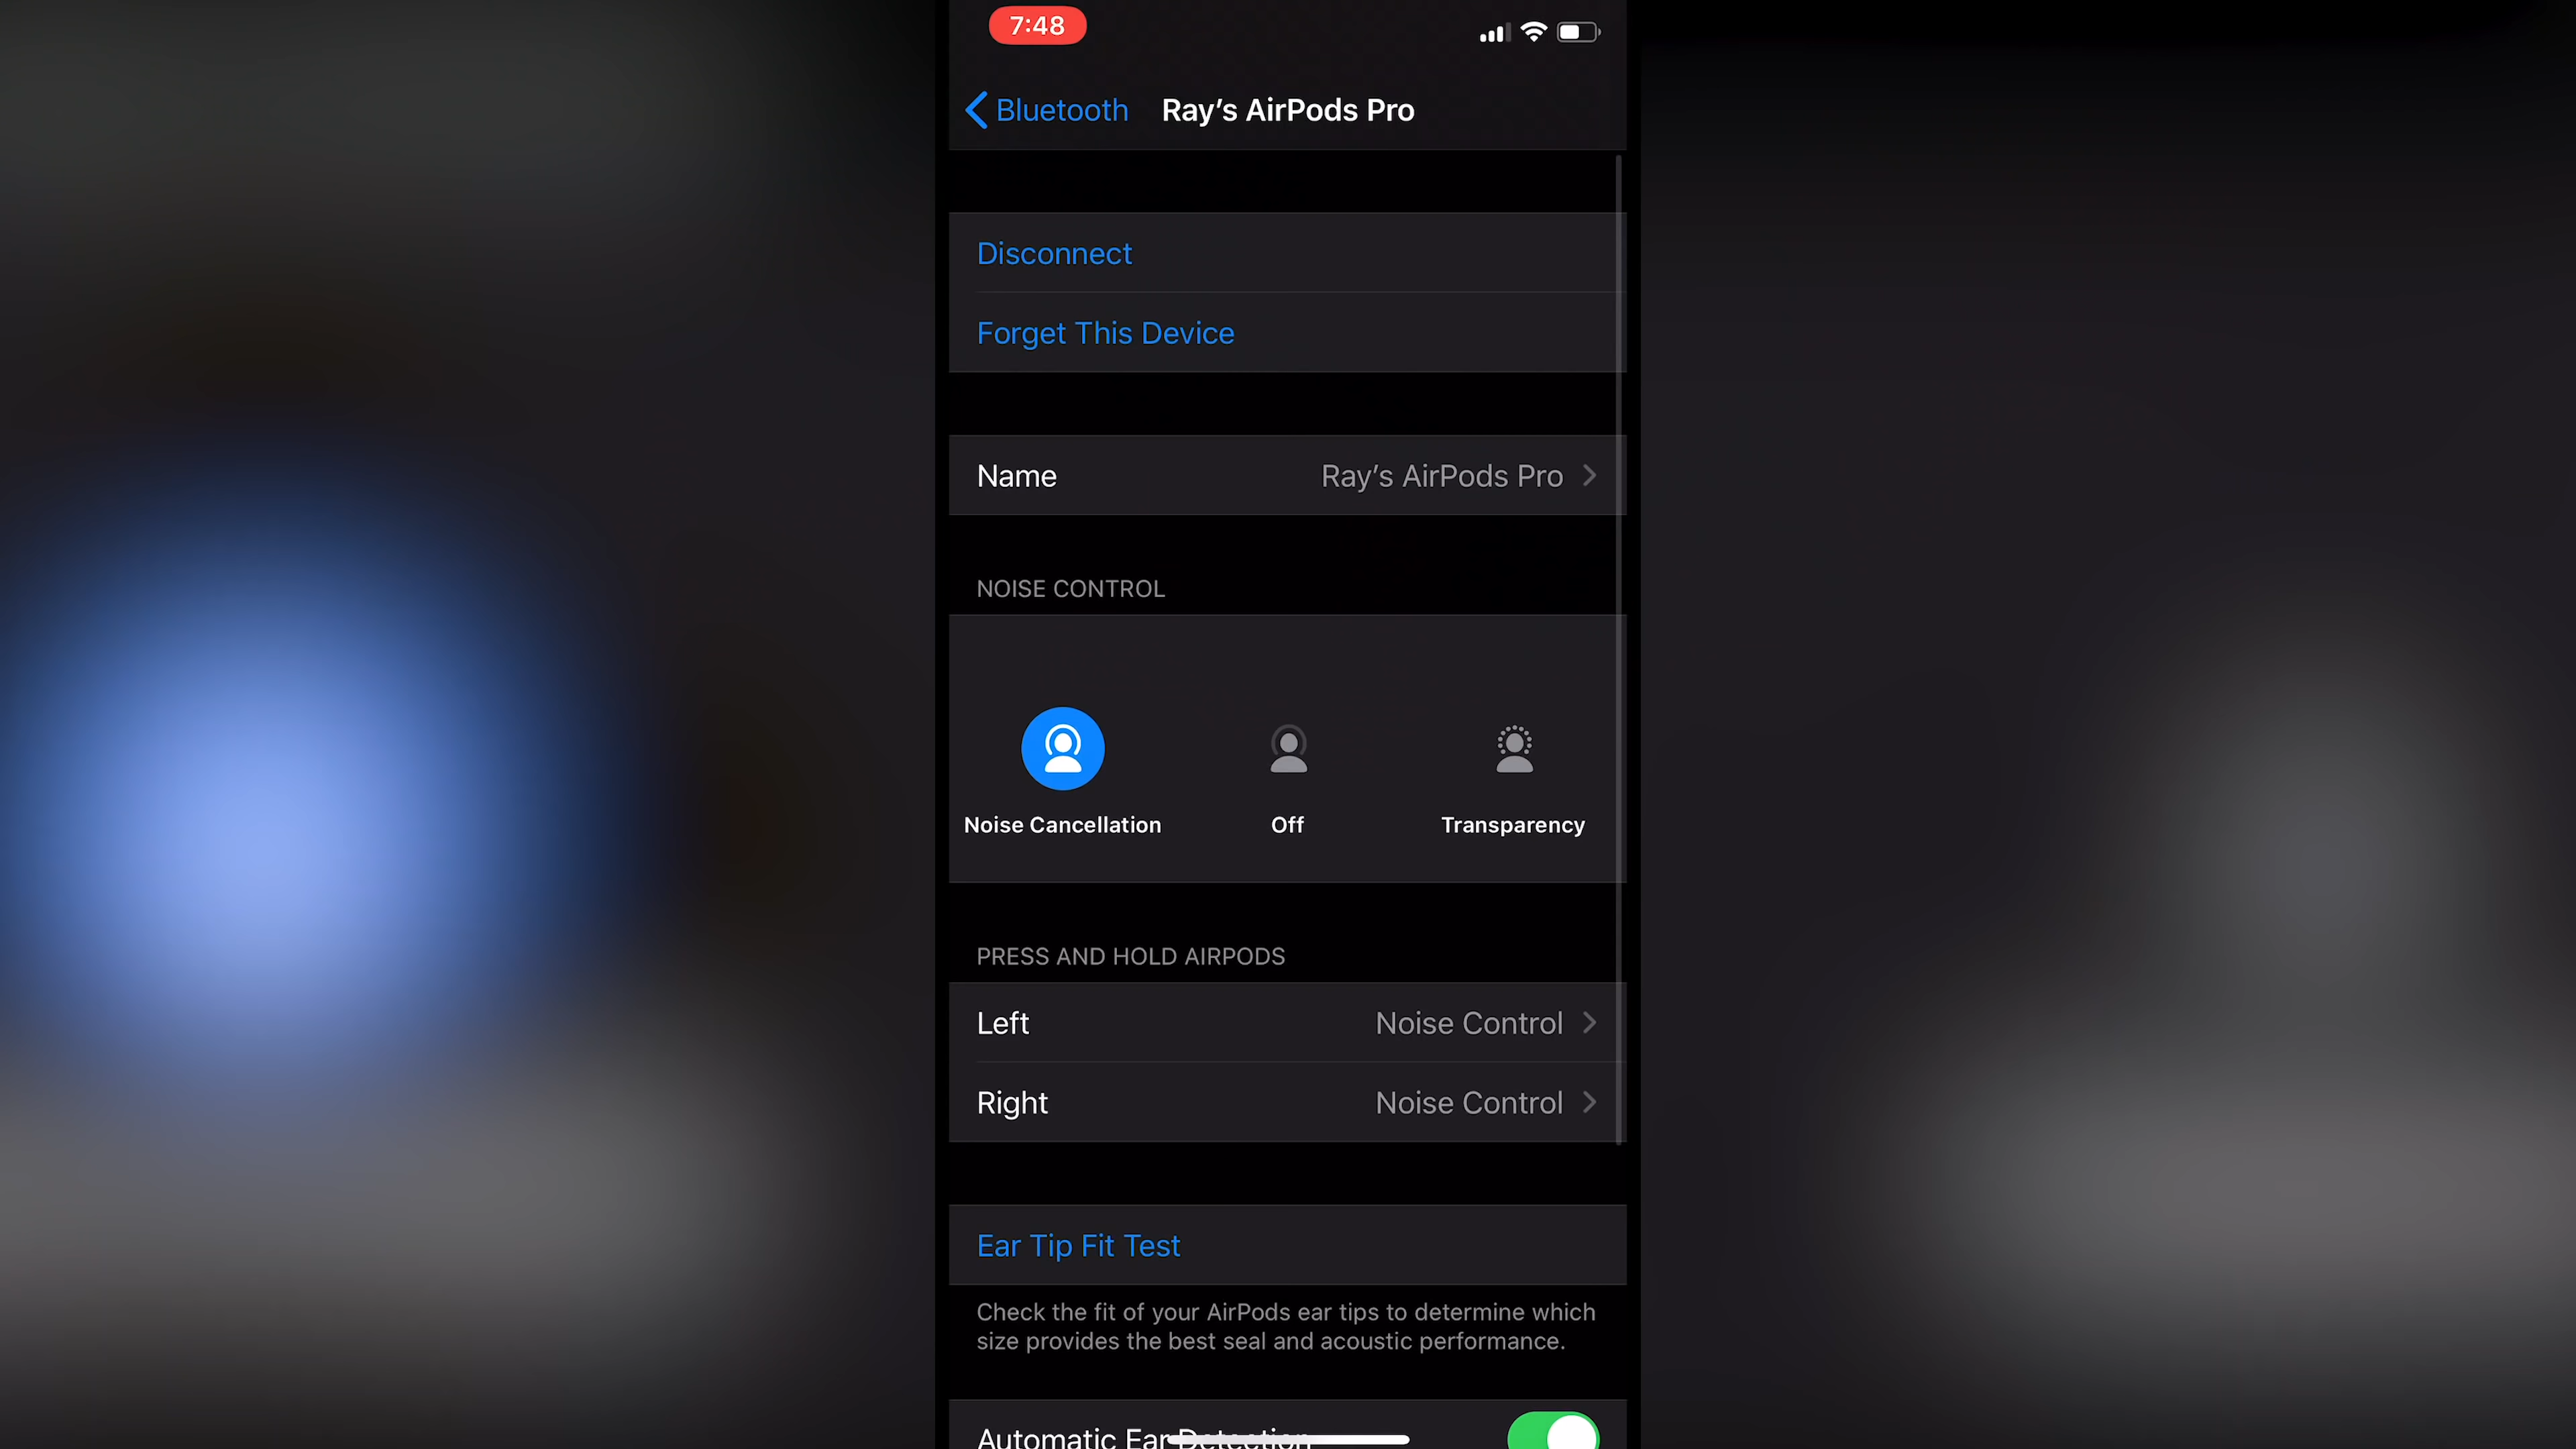 7:48
Bluetooth Ray's AirPods Pro
Disconnect
Forget This Device
Name Ray's AirPods Pro
NOISE CONTROL
Noise Cancellation Off Transparency
PRESS AND HOLD AIRPODS
Left Noise Control
Right Noise Control
Ear Tip Fit Test
Check the fit of your AirPods ear tips to determine which
size provides the best seal and acoustic performance.
Automatic Ear Detection